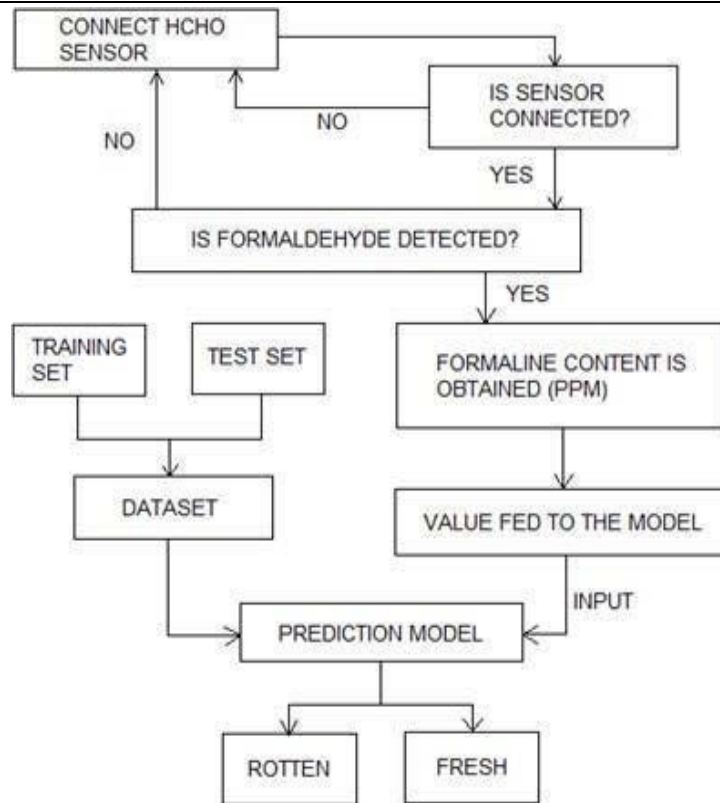 CONNECT HCHO
SENSOR
IS SENSOR
CONNECTED?
NO
NO
YES
IS FORMALDEHYDE DETECTED?
YES
TRAINING
SET
TEST SET
FORMALINE CONTENT IS
OBTAINED (PPM)
DATASET
VALUE FED TO THE MODEL
INPUT
PREDICTION MODEL
ROTTEN
FRESH